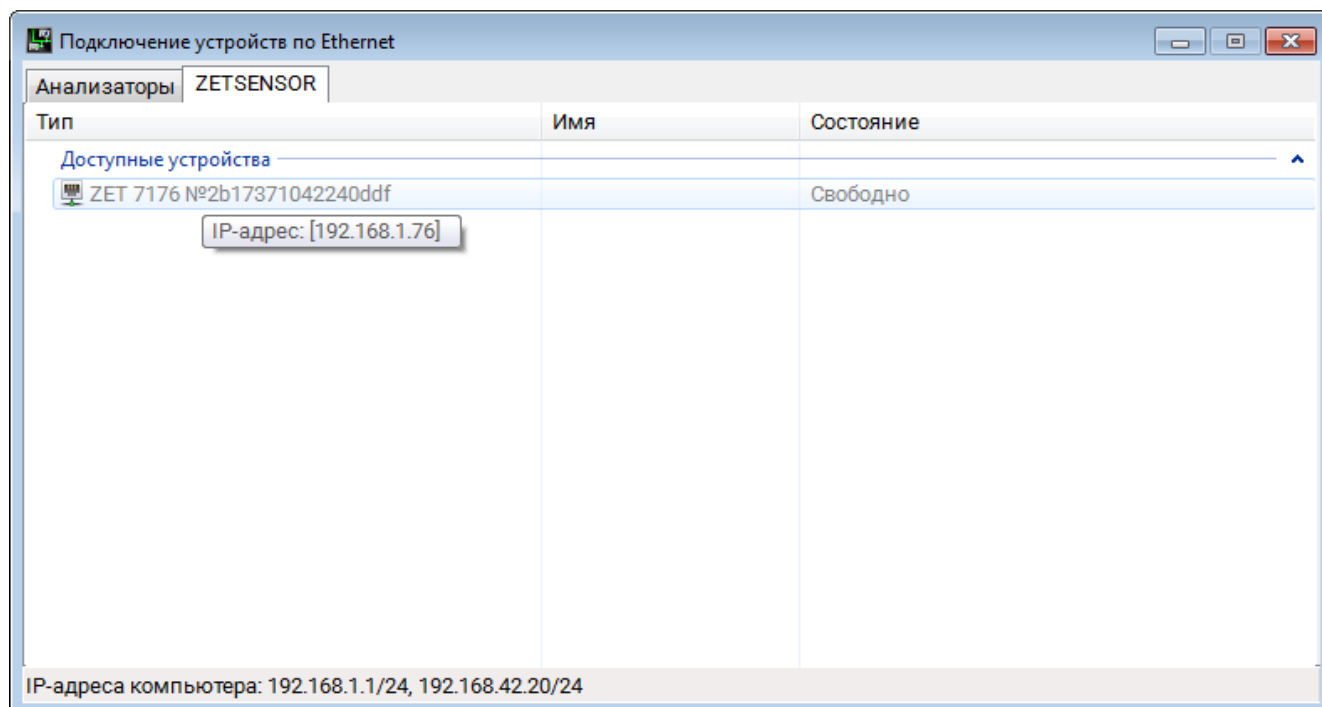 Подключение устройств по Ethernet
Анализаторы ZETSENSOR
Тип Имя Состояние
Доступные устройства
ZET 7176 №2b17371042240ddf Свободно
IP-адрес: [192.168.1.76]
IP-адреса компьютера: 192.168.1.1/24, 192.168.42.20/24